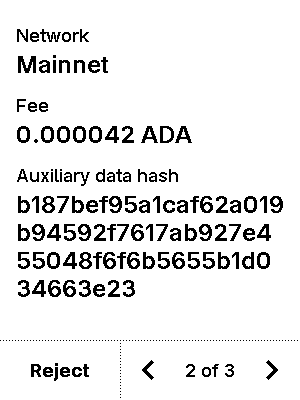 Network
Mainnet
Fee
0.000042 ADA
Auxiliary data hash
b187bef95a1caf62a019
b94592f7617ab927e4
55048f6f6b5655b1d0
34663e23
Reject
2 of 3